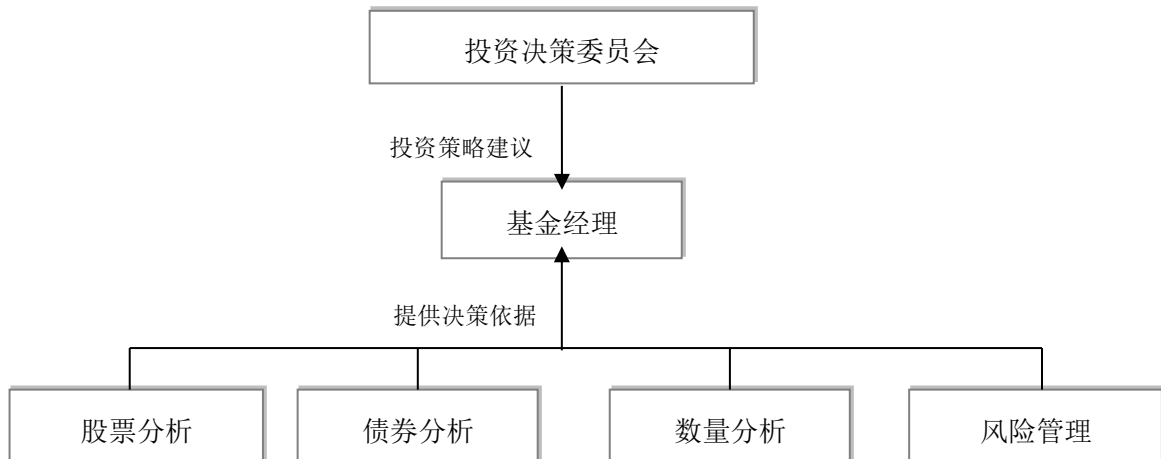 投资决策委员会
投资策略建议
基金经理
提供决策依据
股票分析
债券分析
数量分析
风险管理